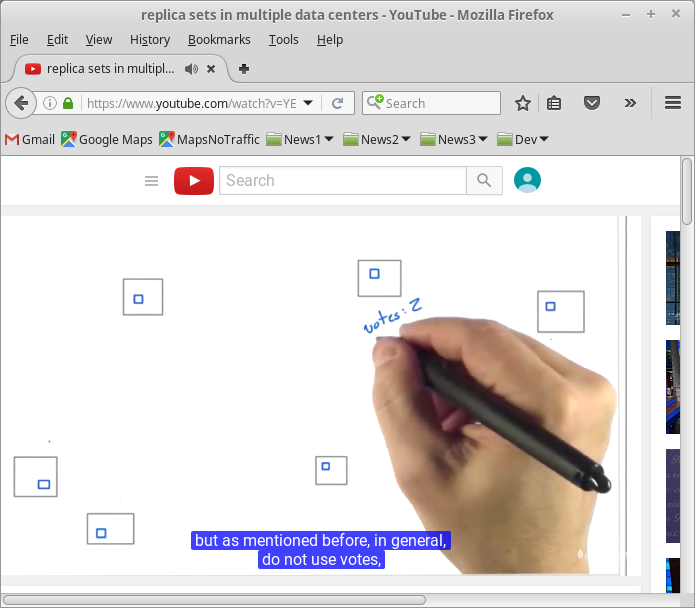 replica sets in multiple data centers - YouTube - Mozilla Firefox
File Edit View History Bookmarks Tools Help
replica sets in multipl...
https://www.youtube.com/watch?v=YE
Search
Gmail Google Maps MapsNoTraffic News1 News2 News3 Dev
Search
votes: 2
but as mentioned before, in general,
do not use votes,